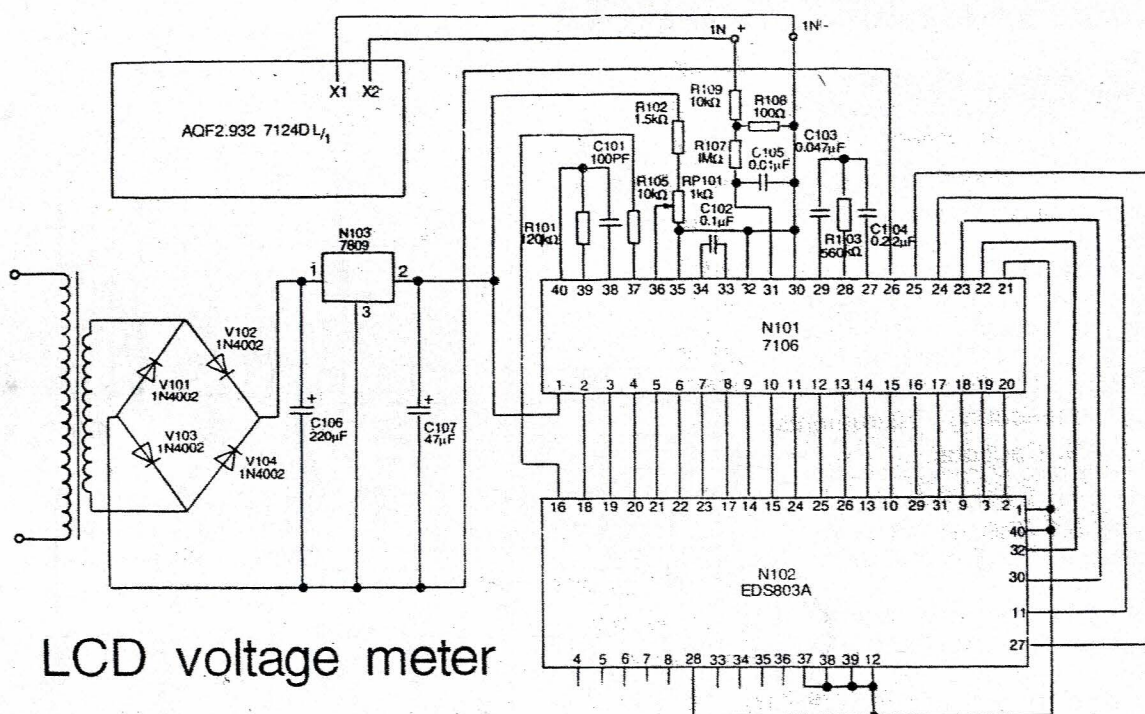 1N +
1N -
X1 X2
AQF2.932 7124DL/1
R109
10kΩ
R108
100Ω
R102
1.5kΩ
C103
0.047µF
R107
1MΩ
C105
0.01µF
C101
100PF
R105
10kΩ
RP101
1kΩ
C102
0.1µF
R101
120kΩ
R103
560kΩ
C104
0.22µF
N103
7809
1 2
3
40 39 38 37 36 35 34 33 32 31 30 29 28 27 26 25 24 23 22 21
N101
7106
1 2 3 4 5 6 7 8 9 10 11 12 13 14 15 16 17 18 19 20
V102
1N4002
V101
1N4002
V103
1N4002
V104
1N4002
+
C106
220µF
+
C107
47µF
16 18 19 20 21 22 23 17 14 15 24 25 26 13 10 29 31 9 3 2
1
40
32
30
11
27
N102
EDS803A
4 5 6 7 8 28 33 34 35 36 37 38 39 12
LCD voltage meter